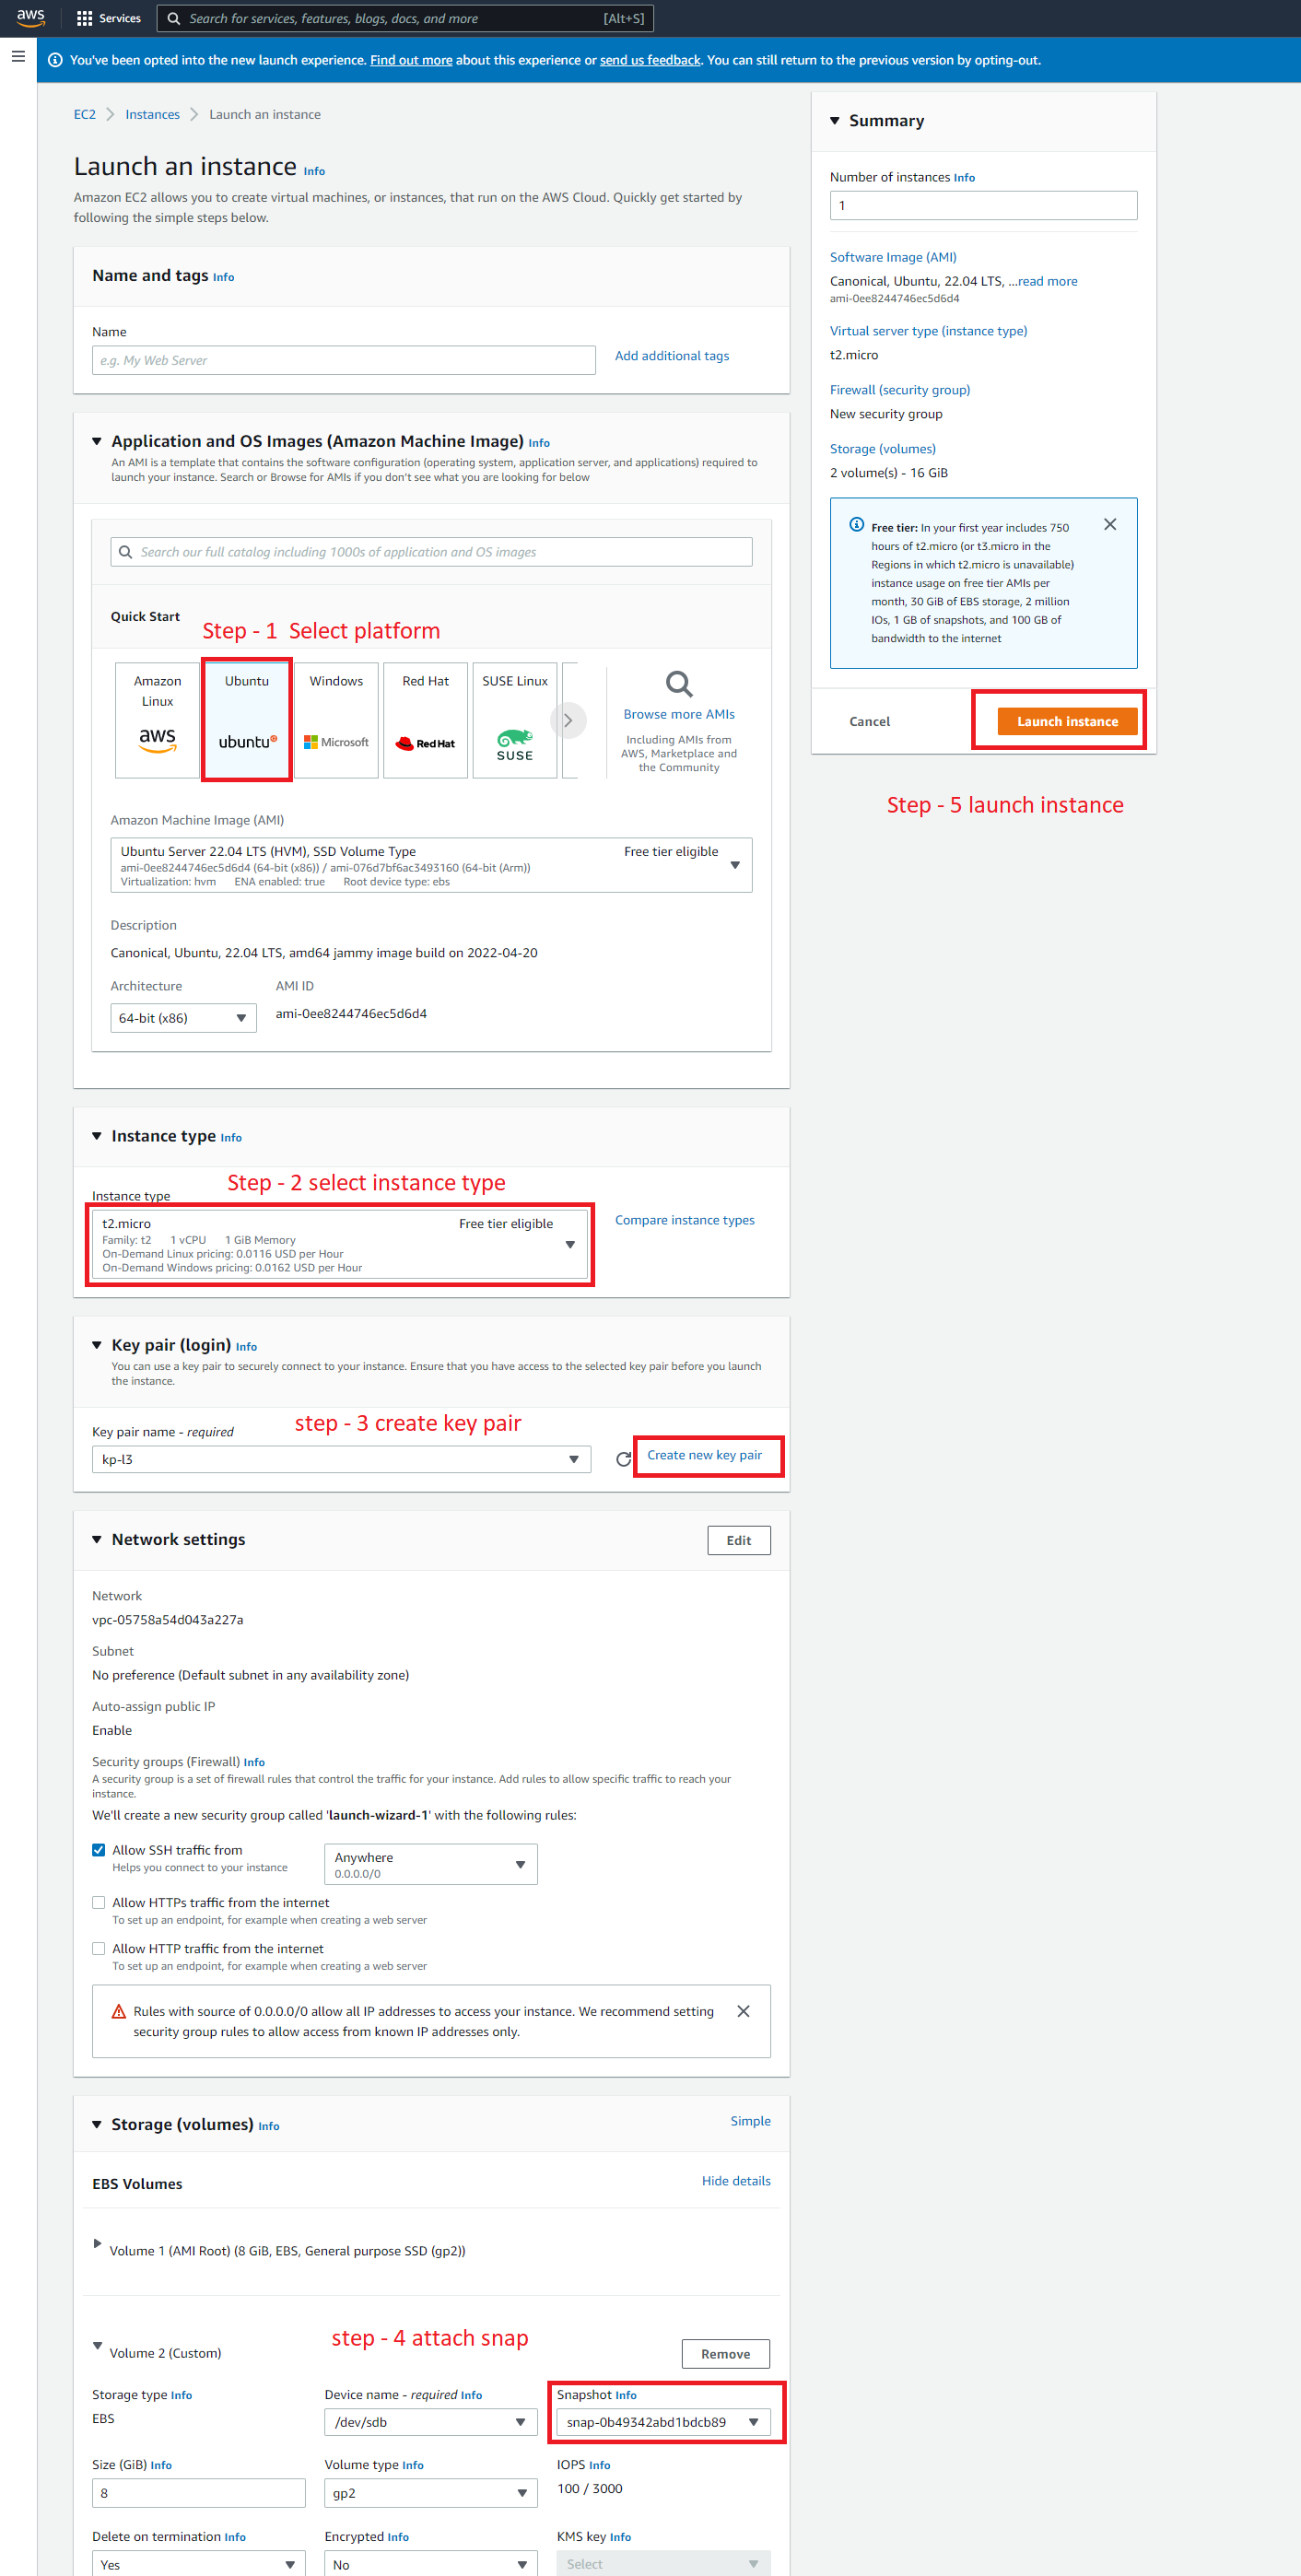 aws
Services
Search for services, features, blogs, docs, and more
[Alt+S]
You've been opted into the new launch experience. Find out more about this experience or send us feedback. You can still return to the previous version by opting-out.
EC2 > Instances > Launch an instance
Launch an instance Info
Amazon EC2 allows you to create virtual machines, or instances, that run on the AWS Cloud. Quickly get started by
following the simple steps below.
Name and tags Info
Name
e.g. My Web Server
Add additional tags
Application and OS Images (Amazon Machine Image) Info
An AMI is a template that contains the software configuration (operating system, application server, and applications) required to
launch your instance. Search or Browse for AMIs if you don't see what you are looking for below
Search our full catalog including 1000s of application and OS images
Quick Start
Step - 1 Select platform
Amazon
Linux
aws
Ubuntu
ubuntu
Windows
Microsoft
Red Hat
Red Hat
SUSE Linux
SUSE
Browse more AMIs
Including AMIs from
AWS, Marketplace and
the Community
Amazon Machine Image (AMI)
Ubuntu Server 22.04 LTS (HVM), SSD Volume Type
Free tier eligible
ami-0ee8244746ec5d6d4 (64-bit (x86)) / ami-076d7bf6ac3493160 (64-bit (Arm))
Virtualization: hvm ENA enabled: true Root device type: ebs
Description
Canonical, Ubuntu, 22.04 LTS, amd64 jammy image build on 2022-04-20
Architecture
AMI ID
64-bit (x86)
ami-0ee8244746ec5d6d4
Instance type Info
Step - 2 select instance type
Instance type
t2.micro
Free tier eligible
Family: t2 1 vCPU 1 GiB Memory
On-Demand Linux pricing: 0.0116 USD per Hour
On-Demand Windows pricing: 0.0162 USD per Hour
Compare instance types
Key pair (login) Info
You can use a key pair to securely connect to your instance. Ensure that you have access to the selected key pair before you launch
the instance.
step - 3 create key pair
Key pair name - required
kp-l3
Create new key pair
Network settings
Edit
Network
vpc-05758a54d043a227a
Subnet
No preference (Default subnet in any availability zone)
Auto-assign public IP
Enable
Security groups (Firewall) Info
A security group is a set of firewall rules that control the traffic for your instance. Add rules to allow specific traffic to reach your
instance.
We'll create a new security group called 'launch-wizard-1' with the following rules:
Allow SSH traffic from
Helps you connect to your instance
Anywhere
0.0.0.0/0
Allow HTTPs traffic from the internet
To set up an endpoint, for example when creating a web server
Allow HTTP traffic from the internet
To set up an endpoint, for example when creating a web server
Rules with source of 0.0.0.0/0 allow all IP addresses to access your instance. We recommend setting
security group rules to allow access from known IP addresses only.
Storage (volumes) Info
Simple
EBS Volumes
Hide details
Volume 1 (AMI Root) (8 GiB, EBS, General purpose SSD (gp2))
step - 4 attach snap
Volume 2 (Custom)
Remove
Storage type Info
Device name - required Info
Snapshot Info
EBS
/dev/sdb
snap-0b49342abd1bdcb89
Size (GiB) Info
Volume type Info
IOPS Info
8
gp2
100 / 3000
Delete on termination Info
Encrypted Info
KMS key Info
Yes
No
Select
Summary
Number of instances Info
1
Software Image (AMI)
Canonical, Ubuntu, 22.04 LTS, ...read more
ami-0ee8244746ec5d6d4
Virtual server type (instance type)
t2.micro
Firewall (security group)
New security group
Storage (volumes)
2 volume(s) - 16 GiB
Free tier: In your first year includes 750
hours of t2.micro (or t3.micro in the
Regions in which t2.micro is unavailable)
instance usage on free tier AMIs per
month, 30 GiB of EBS storage, 2 million
IOs, 1 GB of snapshots, and 100 GB of
bandwidth to the internet
Cancel
Launch instance
Step - 5 launch instance